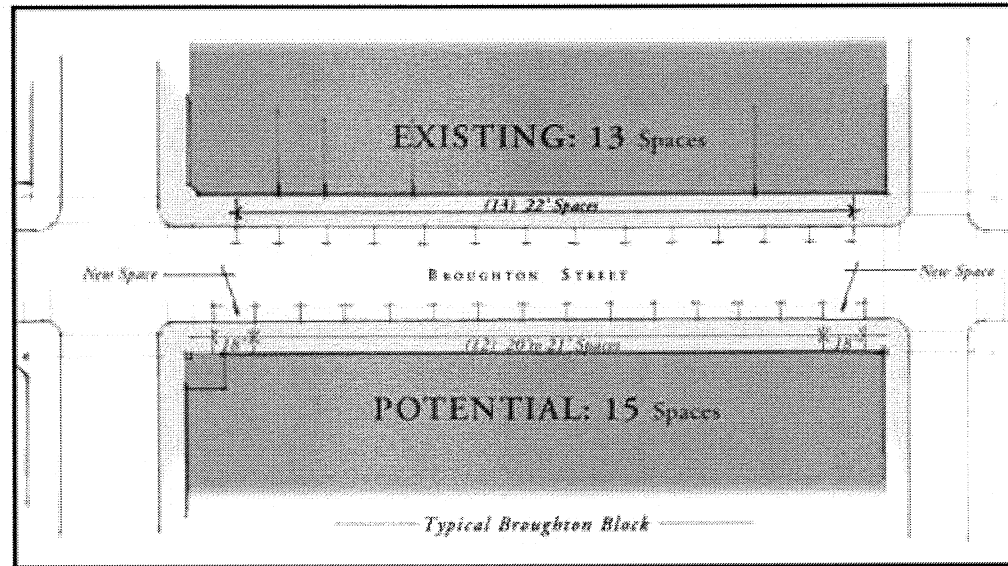 EXISTING: 13 Spaces
(13) 22' Spaces
New Space
BROUGHTON STREET
New Space
18'
(12) 20 to 21' Spaces
18'
POTENTIAL: 15 Spaces
Typical Broughton Block